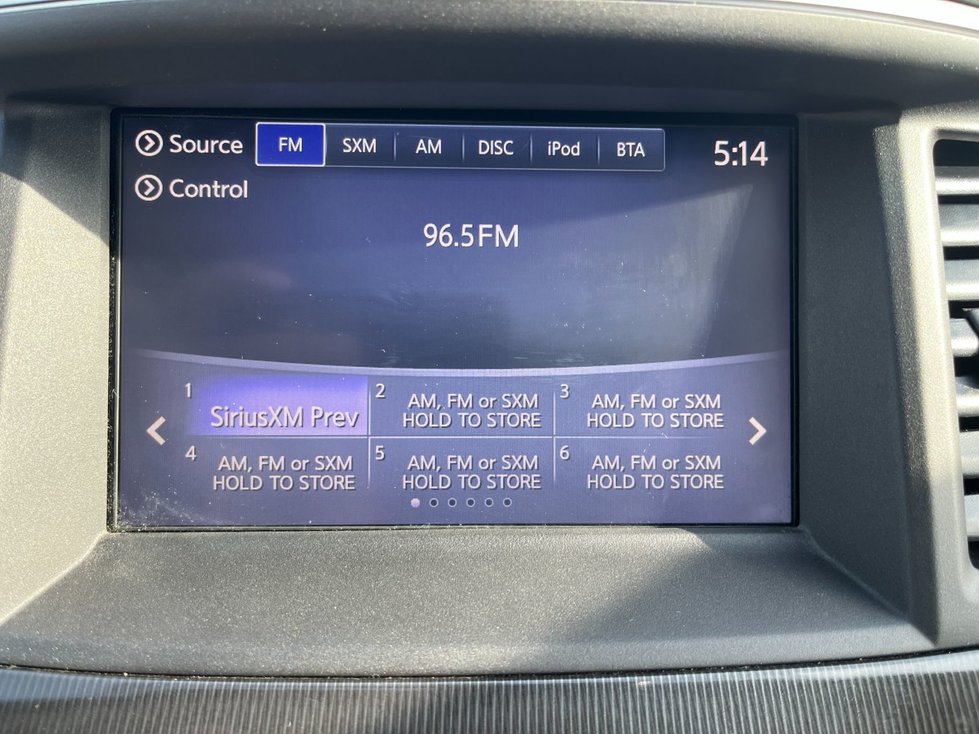 Source FM SXM AM DISC iPod BTA 5:14
Control
96.5FM
1 SiriusXM Prev
2 AM, FM or SXM
HOLD TO STORE
3 AM, FM or SXM
HOLD TO STORE
4 AM, FM or SXM
HOLD TO STORE
5 AM, FM or SXM
HOLD TO STORE
6 AM, FM or SXM
HOLD TO STORE